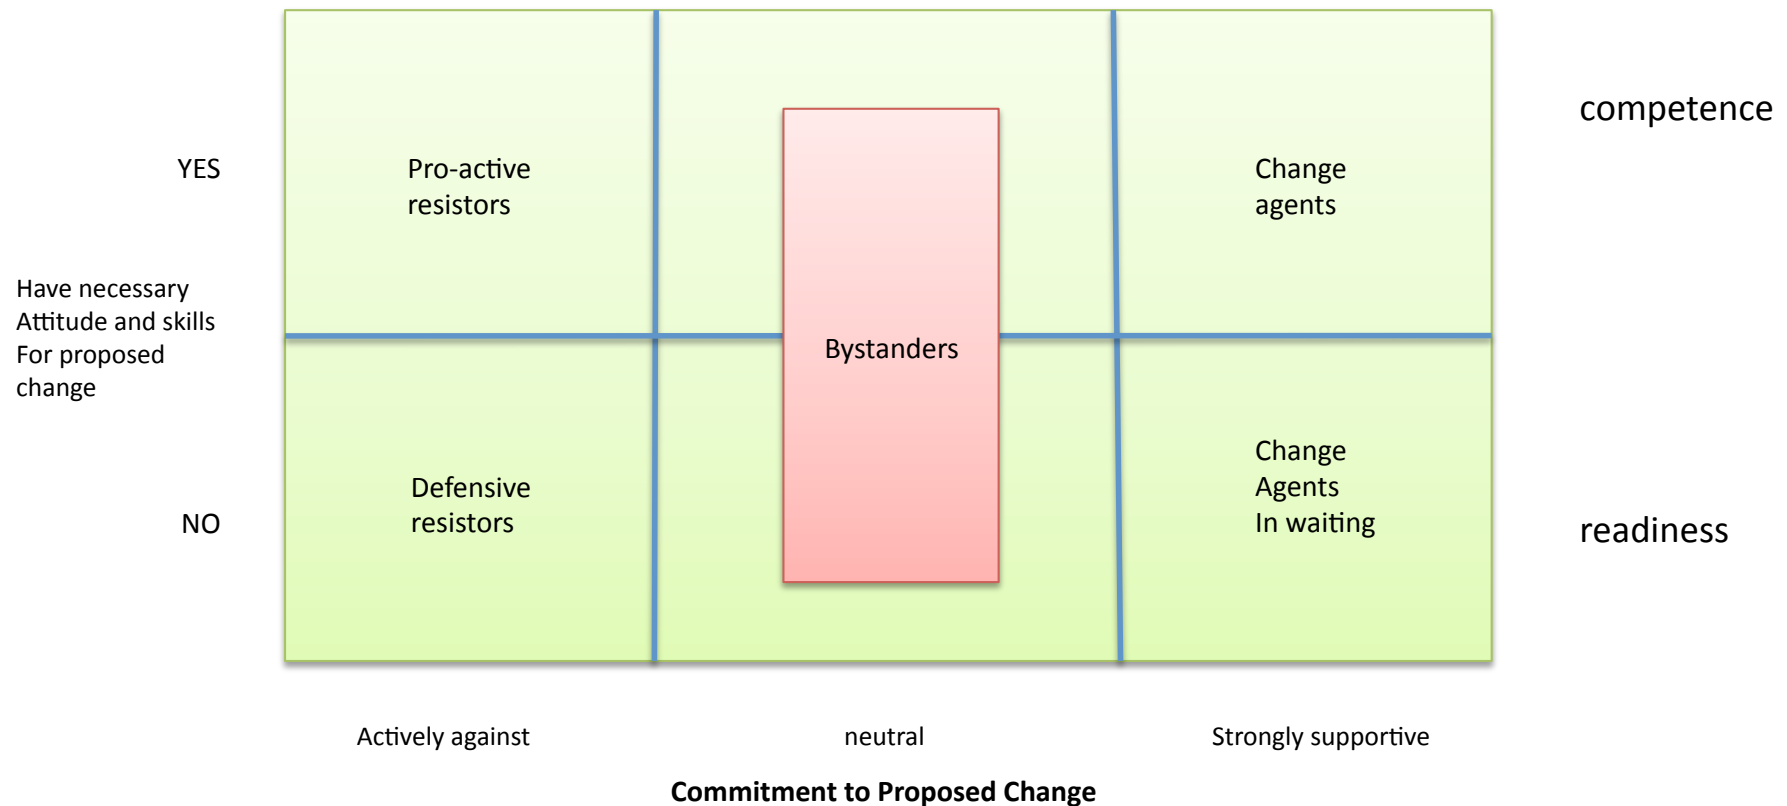 competence
YES
Pro-active
resistors
Change
agents
Have necessary
Attitude and skills
For proposed
change
Bystanders
NO
Defensive
resistors
Change
Agents
In waiting
readiness
Actively against
neutral
Strongly supportive
Commitment to Proposed Change